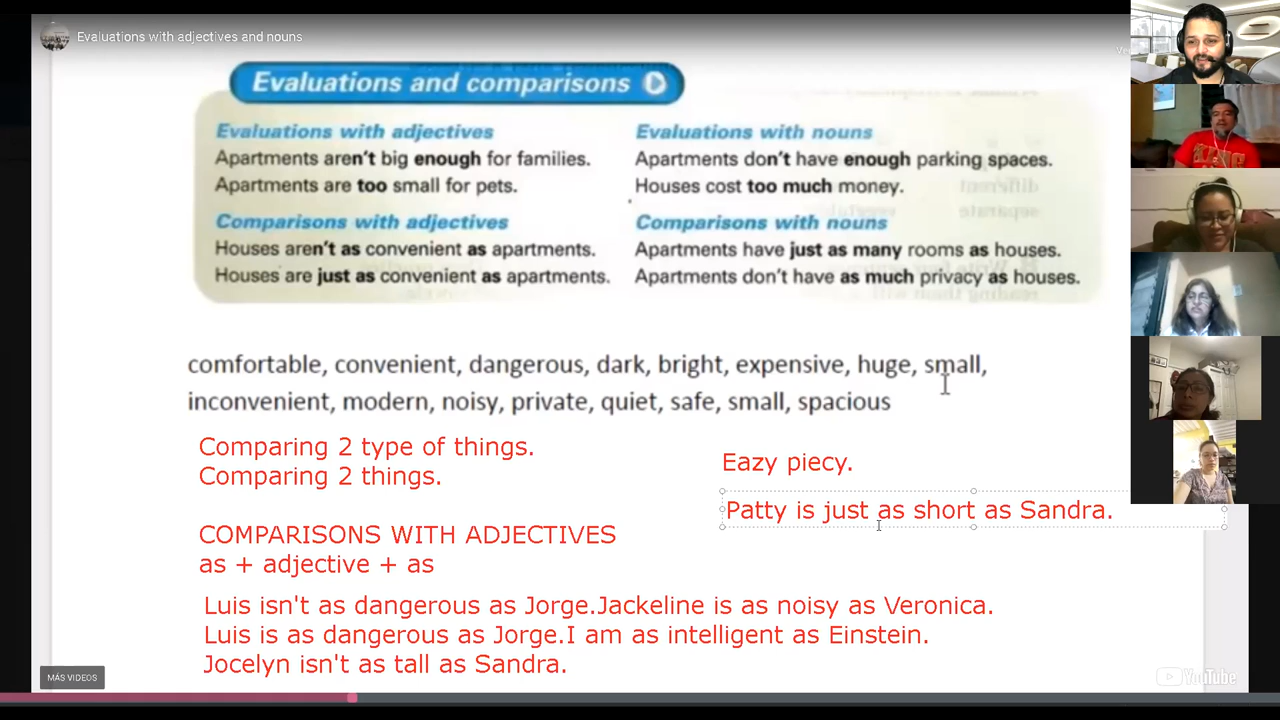 Evaluations with adjectives and nouns
Evaluations and comparisons
Evaluations with adjectives
Apartments aren't big enough for families.
Apartments are too small for pets.
Evaluations with nouns
Apartments don't have enough parking spaces.
Houses cost too much money.
Comparisons with adjectives
Houses aren't as convenient as apartments.
Houses are just as convenient as apartments.
Comparisons with nouns
Apartments have just as many rooms as houses.
Apartments don't have as much privacy as houses.
comfortable, convenient, dangerous, dark, bright, expensive, huge, small,
inconvenient, modern, noisy, private, quiet, safe, small, spacious
Comparing 2 type of things.
Comparing 2 things.
Eazy piecy.
Patty is just as short as Sandra.
COMPARISONS WITH ADJECTIVES
as + adjective + as
Luis isn't as dangerous as Jorge.Jackeline is as noisy as Veronica.
Luis is as dangerous as Jorge.I am as intelligent as Einstein.
Jocelyn isn't as tall as Sandra.
MÁS VIDEOS
YouTube